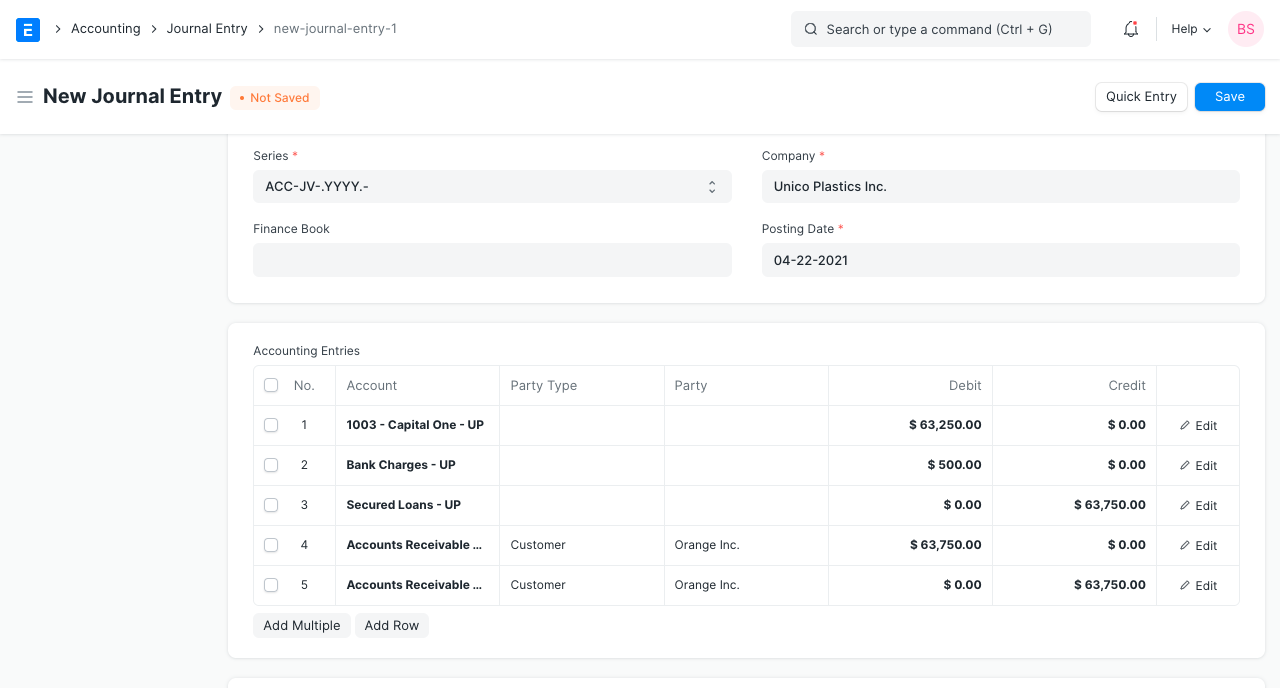 E > Accounting > Journal Entry > new-journal-entry-1 Search or type a command (Ctrl + G) Help BS
New Journal Entry • Not Saved Quick Entry Save
Series * Company *
ACC-JV-.YYYY.- Unico Plastics Inc.
Finance Book Posting Date *
04-22-2021
Accounting Entries
No. Account Party Type Party Debit Credit
1 1003 - Capital One - UP $ 63,250.00 $ 0.00 Edit
2 Bank Charges - UP $ 500.00 $ 0.00 Edit
3 Secured Loans - UP $ 0.00 $ 63,750.00 Edit
4 Accounts Receivable ... Customer Orange Inc. $ 63,750.00 $ 0.00 Edit
5 Accounts Receivable ... Customer Orange Inc. $ 0.00 $ 63,750.00 Edit
Add Multiple Add Row